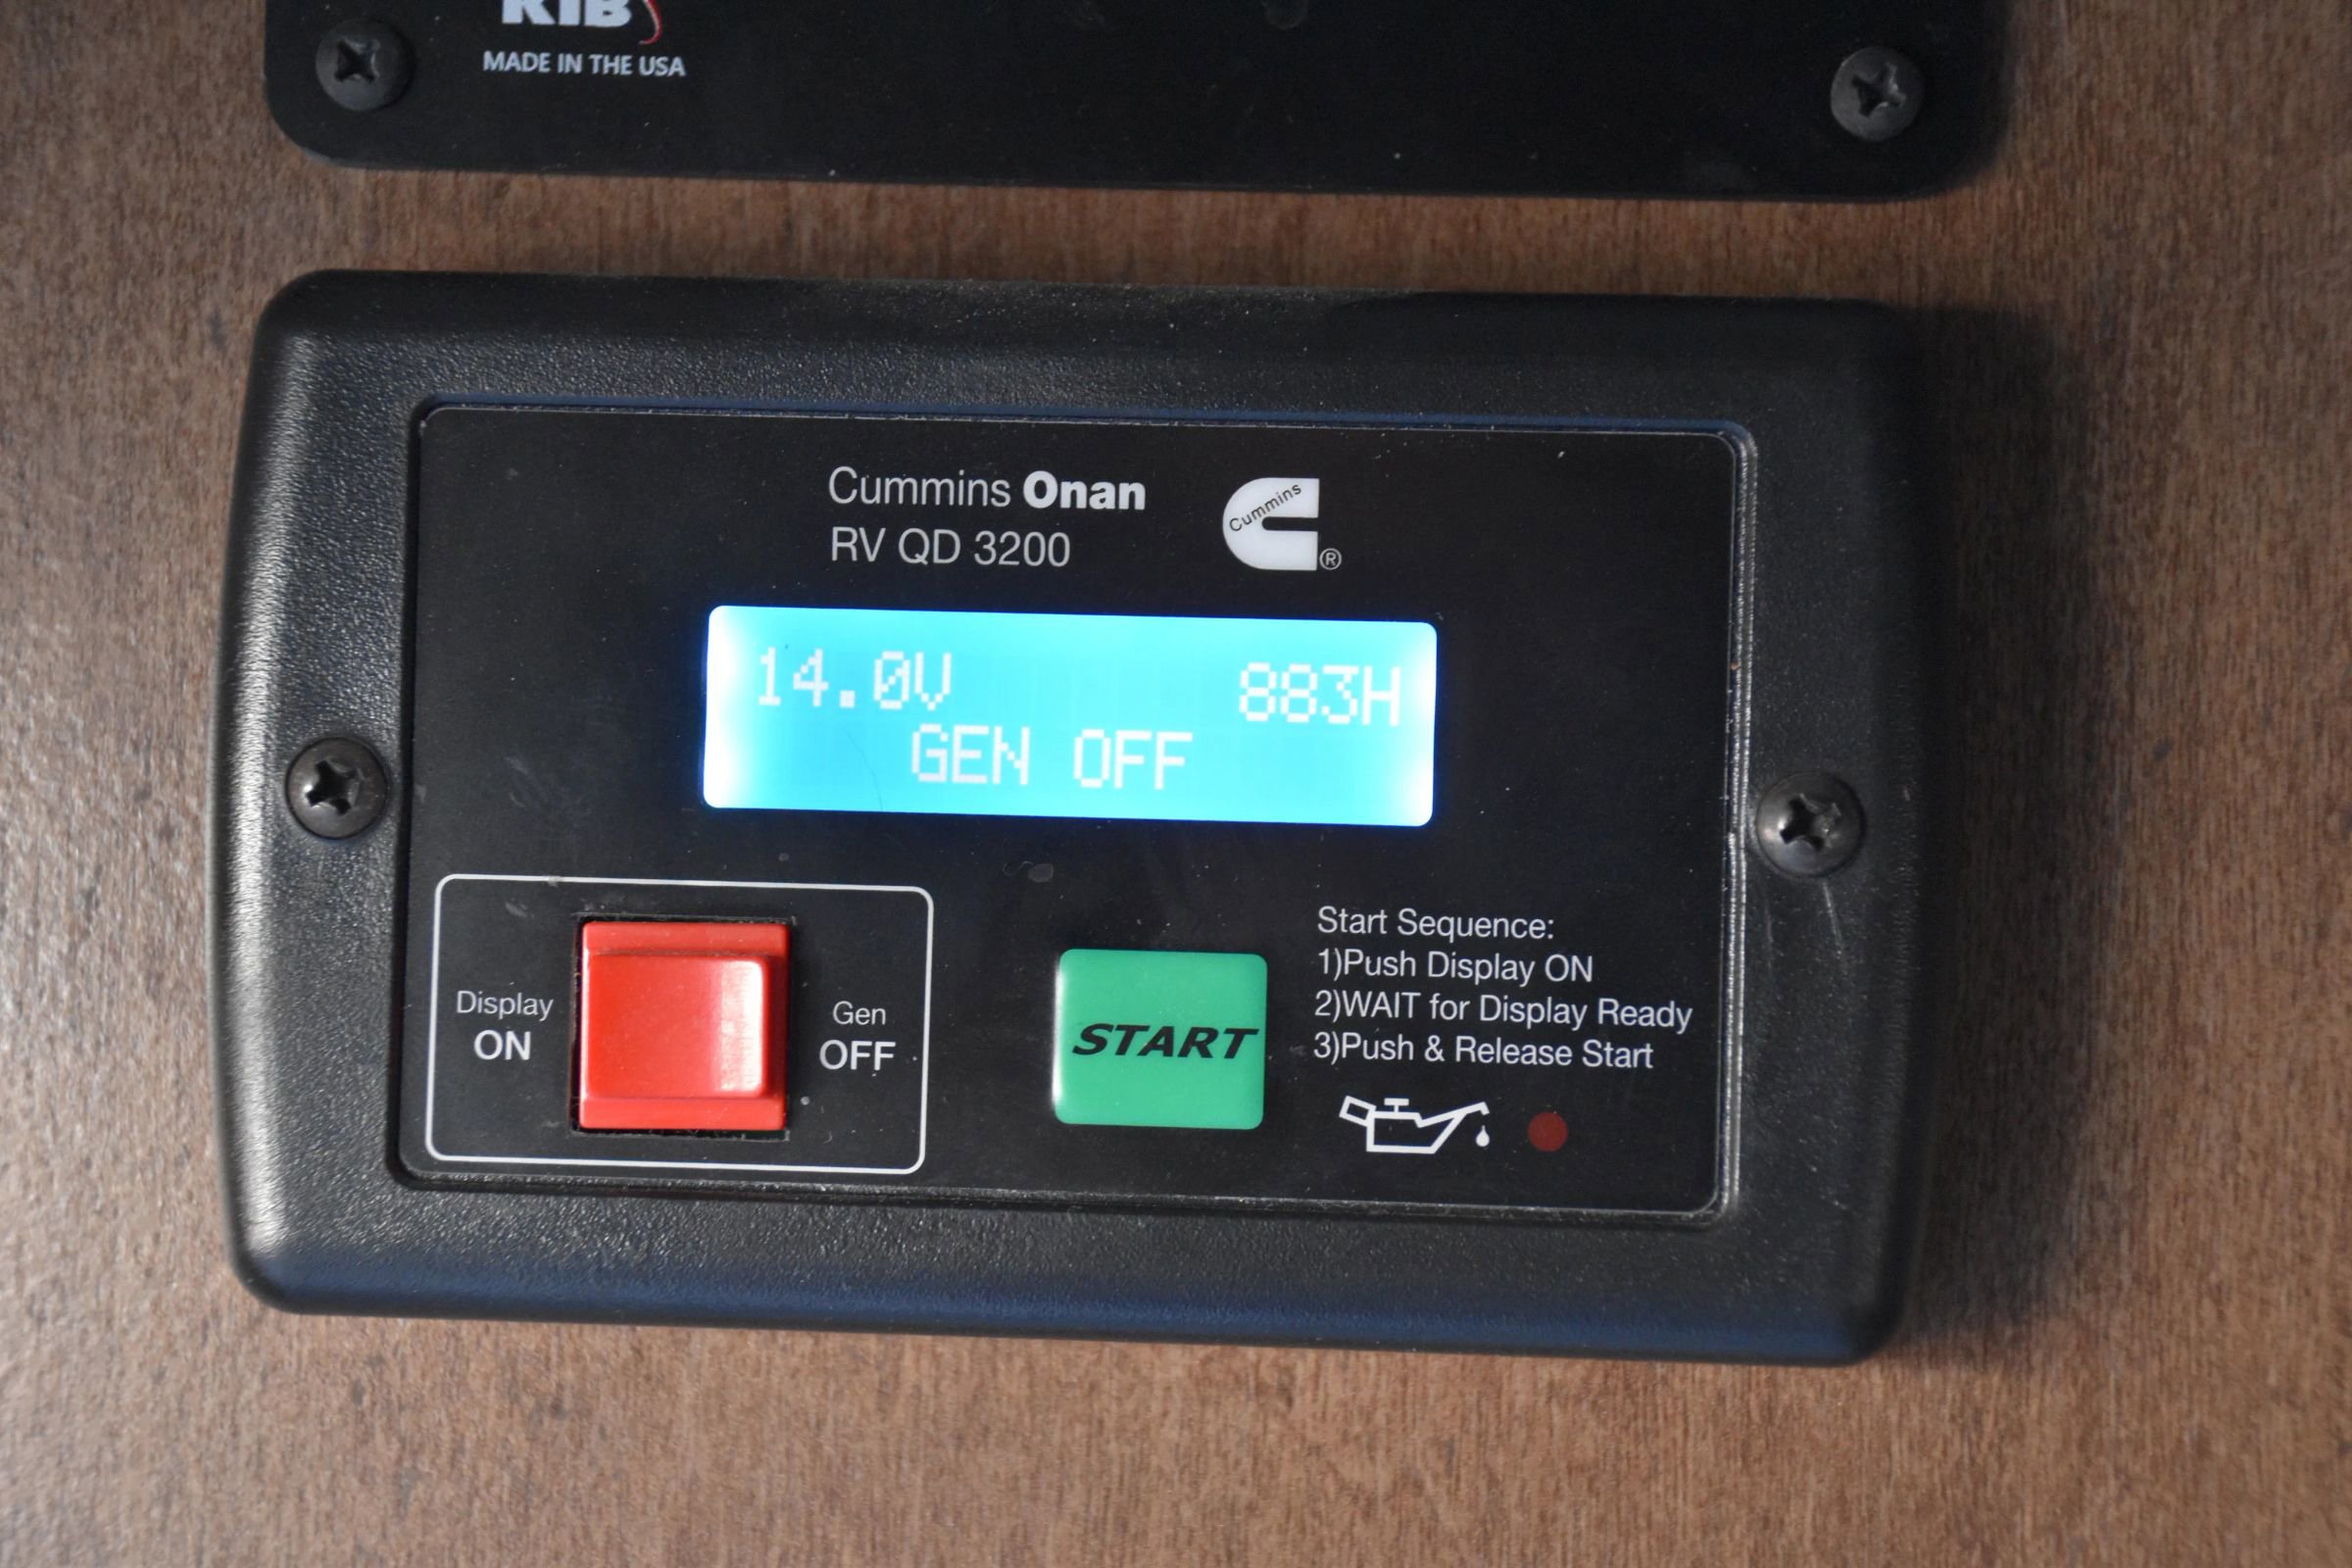 KIB
MADE IN THE USA
Cummins Onan
RV QD 3200
Cummins
®
14.0V 883H
GEN OFF
Display
ON
Gen
OFF
START
Start Sequence:
1)Push Display ON
2)WAIT for Display Ready
3)Push & Release Start